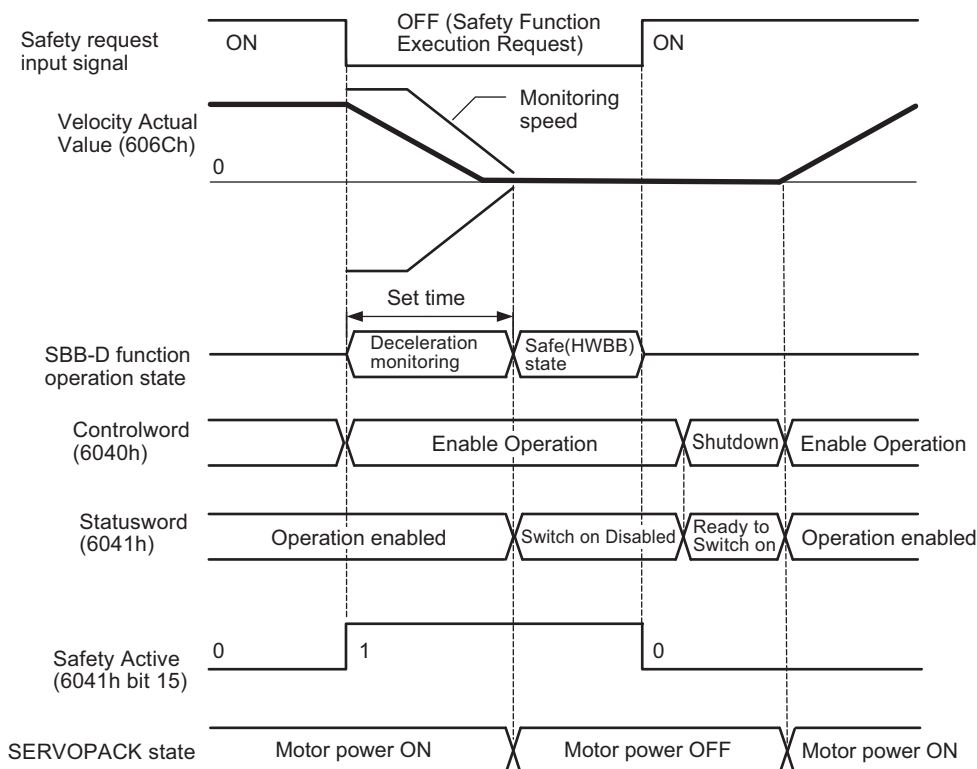 Safety request
input signal
ON
OFF (Safety Function
Execution Request)
ON
Velocity Actual
Value (606Ch)
Monitoring
speed
0
Set time
SBB-D function
operation state
Deceleration
monitoring
Safe(HWBB)
state
Controlword
(6040h)
Enable Operation
Shutdown
Enable Operation
Statusword
(6041h)
Operation enabled
Switch on Disabled
Ready to
Switch on
Operation enabled
Safety Active
(6041h bit 15)
0
1
0
SERVOPACK state
Motor power ON
Motor power OFF
Motor power ON